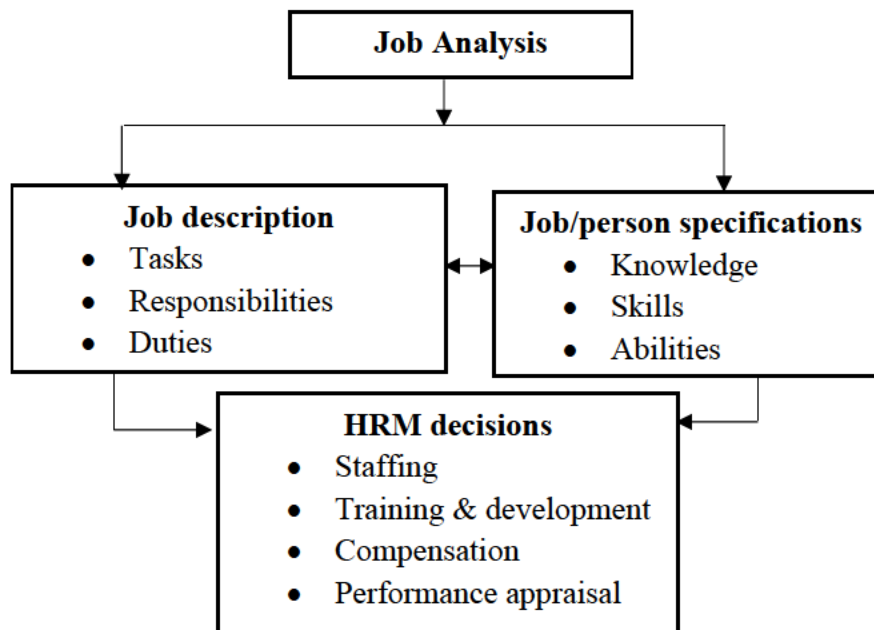 Job Analysis
Job description
• Tasks
• Responsibilities
• Duties
Job/person specifications
• Knowledge
• Skills
• Abilities
HRM decisions
• Staffing
• Training & development
• Compensation
• Performance appraisal